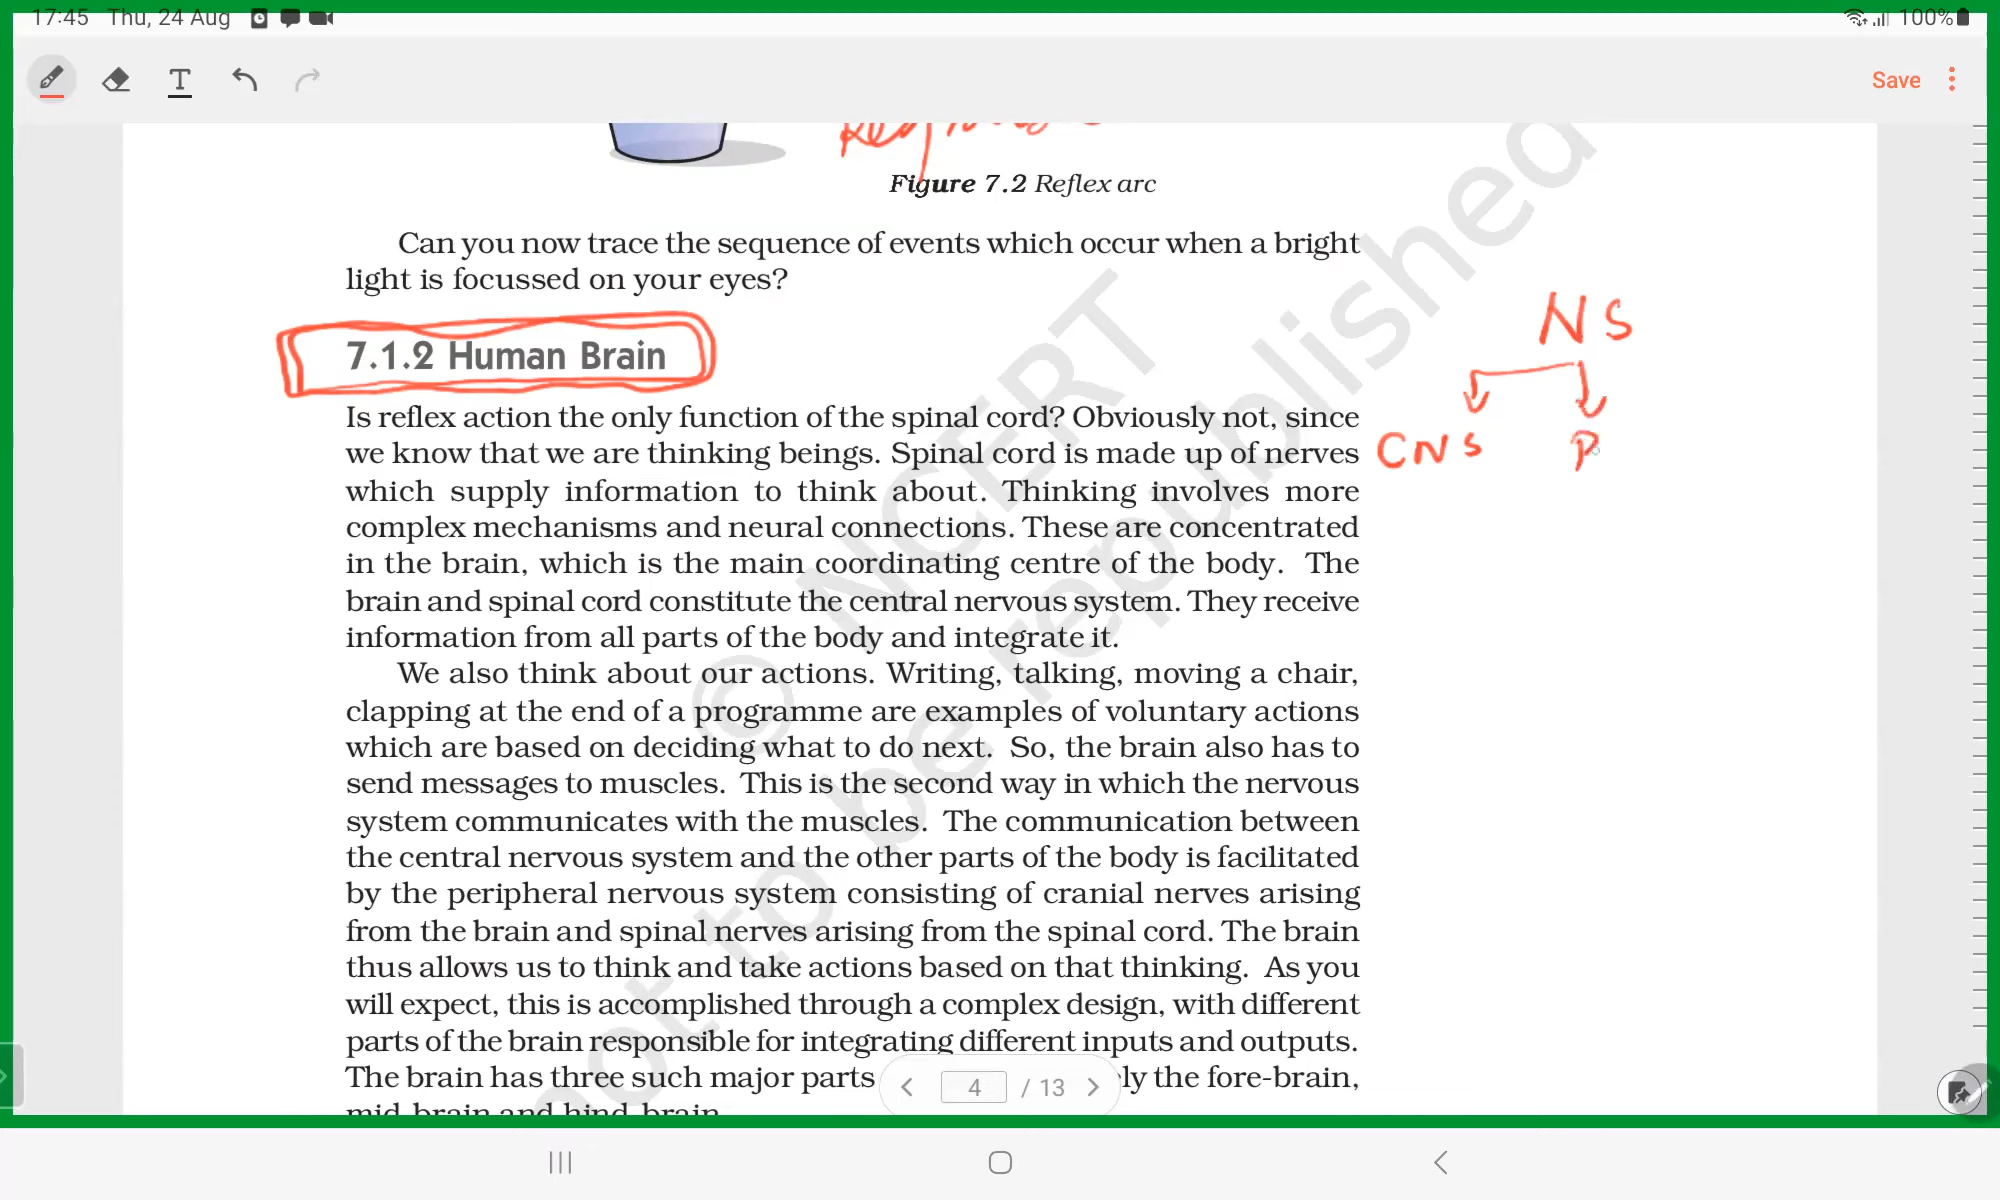 17:45 Thu, 24 Aug
100%
Save
Figure 7.2 Reflex arc
Can you now trace the sequence of events which occur when a bright
light is focussed on your eyes?
NS
7.1.2 Human Brain
CNS P
Is reflex action the only function of the spinal cord? Obviously not, since
we know that we are thinking beings. Spinal cord is made up of nerves
which supply information to think about. Thinking involves more
complex mechanisms and neural connections. These are concentrated
in the brain, which is the main coordinating centre of the body. The
brain and spinal cord constitute the central nervous system. They receive
information from all parts of the body and integrate it.
We also think about our actions. Writing, talking, moving a chair,
clapping at the end of a programme are examples of voluntary actions
which are based on deciding what to do next. So, the brain also has to
send messages to muscles. This is the second way in which the nervous
system communicates with the muscles. The communication between
the central nervous system and the other parts of the body is facilitated
by the peripheral nervous system consisting of cranial nerves arising
from the brain and spinal nerves arising from the spinal cord. The brain
thus allows us to think and take actions based on that thinking. As you
will expect, this is accomplished through a complex design, with different
parts of the brain responsible for integrating different inputs and outputs.
The brain has three such major parts ly the fore-brain,
mid-brain and hind-brain.
4 / 13
© NCERT
not to be republished